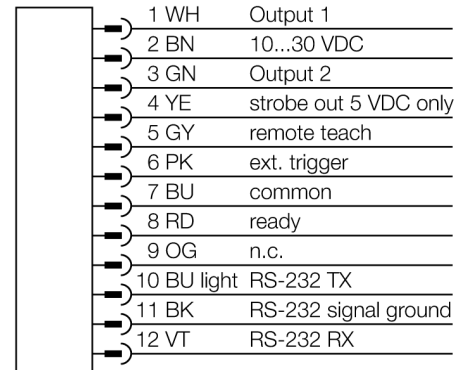 1 WH Output 1
2 BN 10...30 VDC
3 GN Output 2
4 YE strobe out 5 VDC only
5 GY remote teach
6 PK ext. trigger
7 BU common
8 RD ready
9 OG n.c.
10 BU light RS-232 TX
11 BK RS-232 signal ground
12 VT RS-232 RX